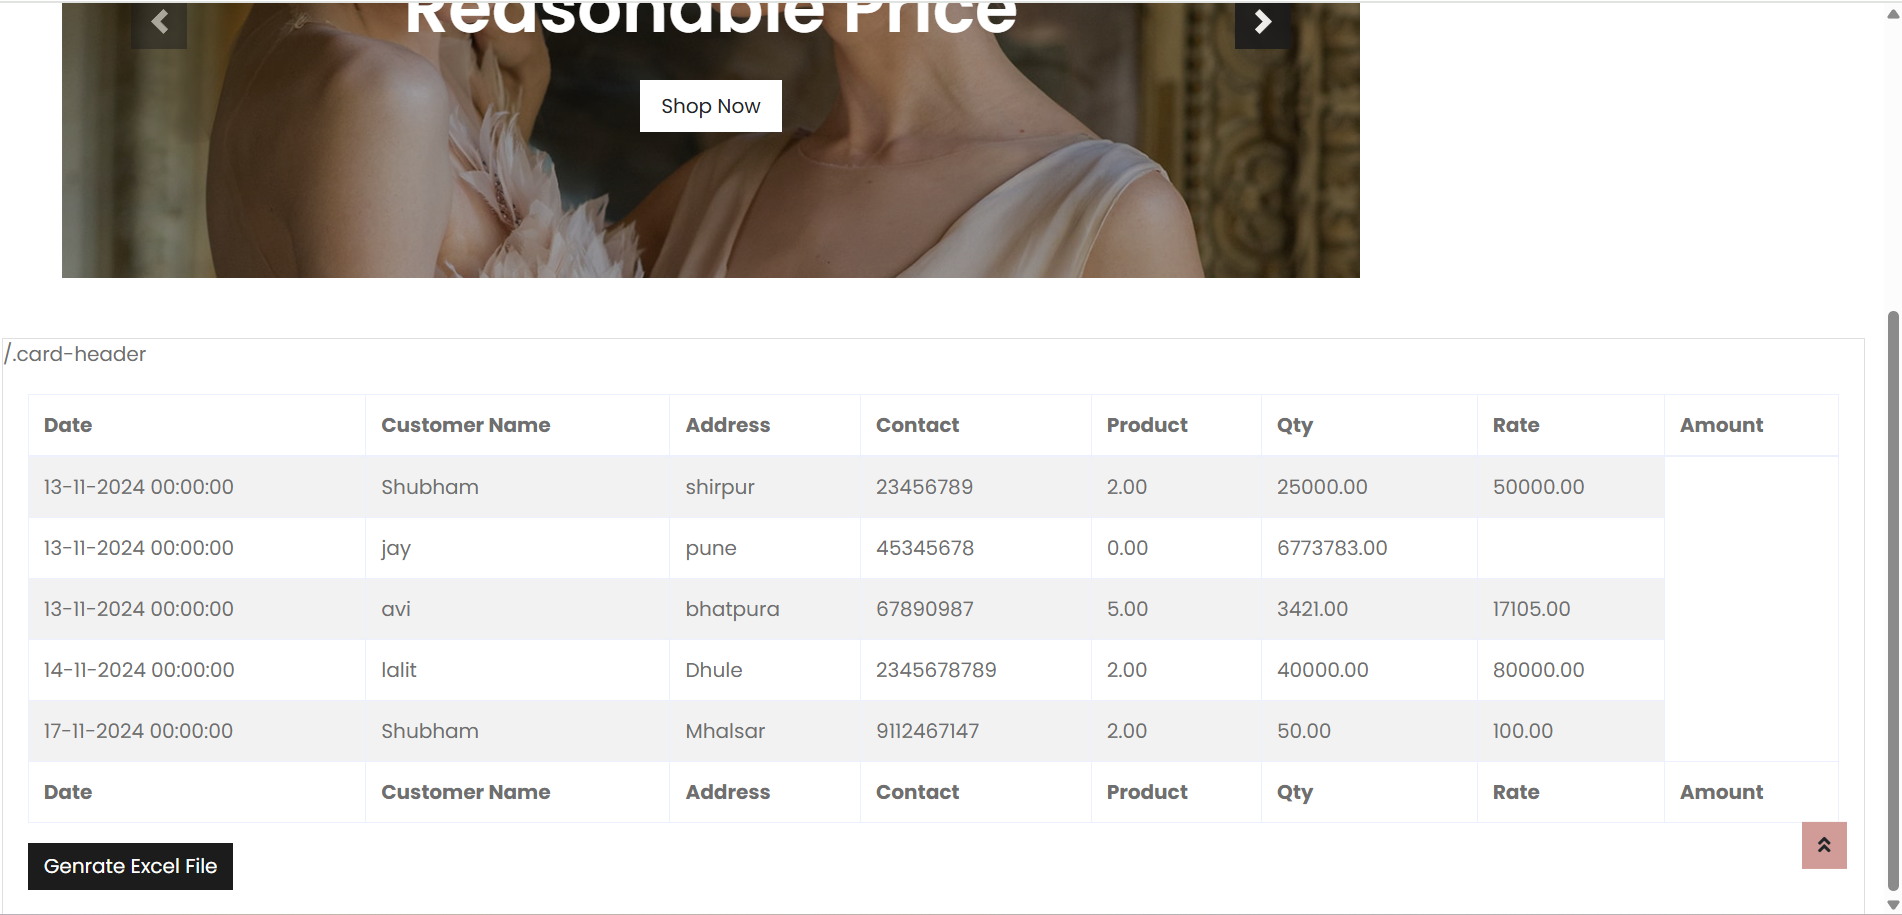 Reasonable Price
Shop Now
/.card-header
Date Customer Name Address Contact Product Qty Rate Amount
13-11-2024 00:00:00 Shubham shirpur 23456789 2.00 25000.00 50000.00
13-11-2024 00:00:00 jay pune 45345678 0.00 6773783.00
13-11-2024 00:00:00 avi bhatpura 67890987 5.00 3421.00 17105.00
14-11-2024 00:00:00 lalit Dhule 2345678789 2.00 40000.00 80000.00
17-11-2024 00:00:00 Shubham Mhalsar 9112467147 2.00 50.00 100.00
Date Customer Name Address Contact Product Qty Rate Amount
Genrate Excel File